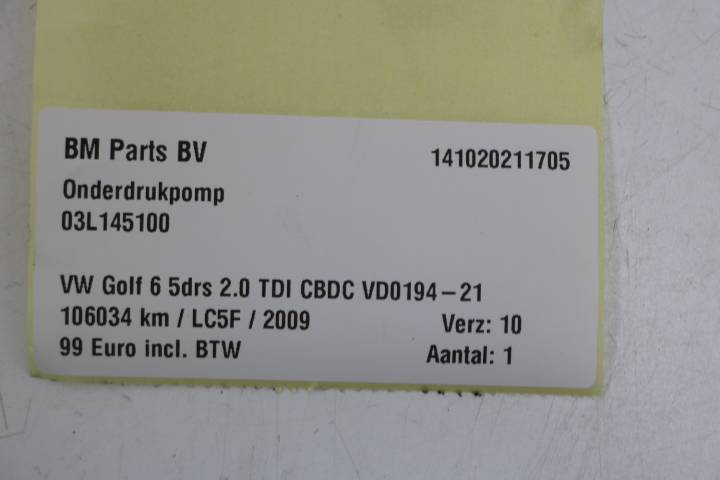 BM Parts BV 141020211705
Onderdrukpomp
03L145100
VW Golf 6 5drs 2.0 TDI CBDC VD0194-21
106034 km / LC5F / 2009 Verz: 10
99 Euro incl. BTW Aantal: 1